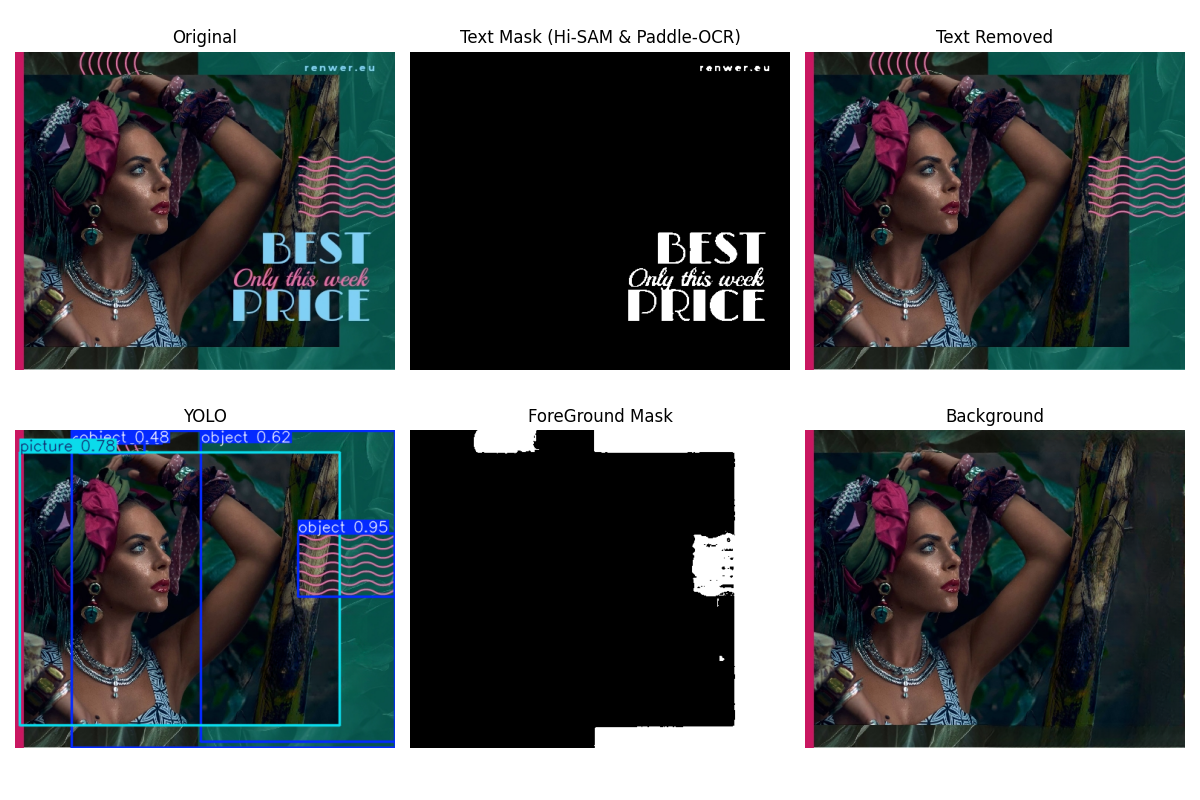 Original
renwer.eu
BEST
Only this week
PRICE
Text Mask (Hi-SAM & Paddle-OCR)
renwer.eu
BEST
Only this week
PRICE
Text Removed
YOLO
object 0.48
object 0.62
picture 0.78
object 0.95
ForeGround Mask
Background